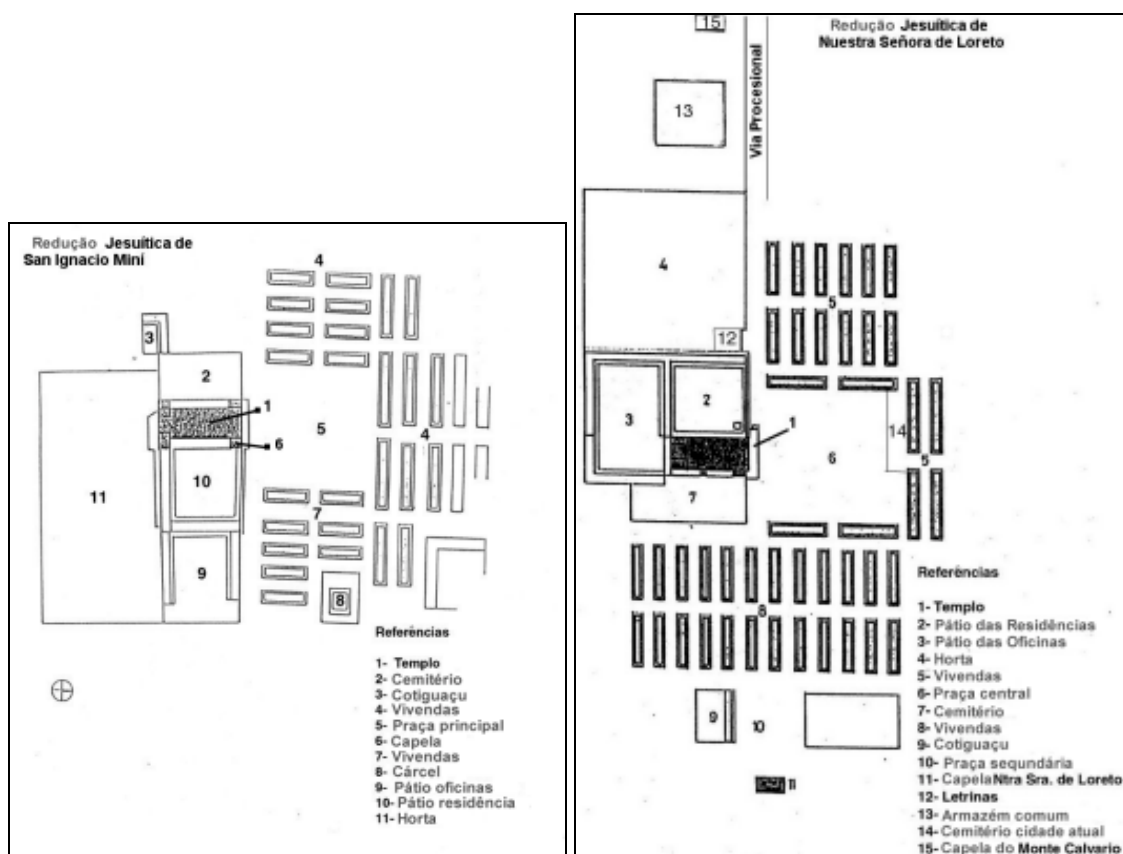 Redução Jesuítica de
San Ignacio Miní
4
3
2
1
5
6
4
10
11
7
9
8
Referências
1- Templo
2- Cemitério
3- Cotiguaçu
4- Vivendas
5- Praça principal
6- Capela
7- Vivendas
8- Cárcel
9- Pátio oficinas
10- Pátio residência
11- Horta
Redução Jesuítica de
Nuestra Señora de Loreto
15
13
Via Procesional
4
5
12
2
3
1
14
6
5
7
8
9
10
11
Referências
1- Templo
2- Pátio das Residências
3- Pátio das Oficinas
4- Horta
5- Vivendas
6- Praça central
7- Cemitério
8- Vivendas
9- Cotiguaçu
10- Praça sequndária
11- Capela Ntra Sra. de Loreto
12- Letrinas
13- Armazém comum
14- Cemitério cidade atual
15- Capela do Monte Calvario